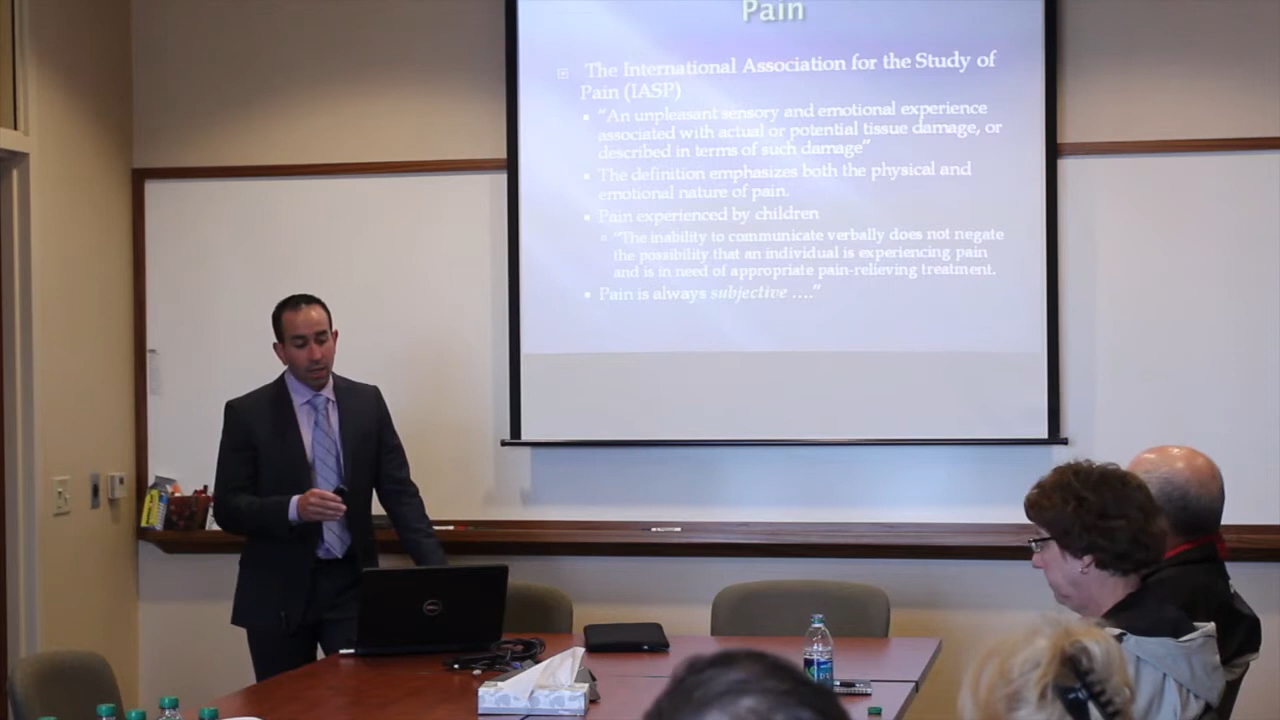 Pain
The International Association for the Study of
Pain (IASP)
"An unpleasant sensory and emotional experience
associated with actual or potential tissue damage, or
described in terms of such damage"
The definition emphasizes both the physical and
emotional nature of pain.
Pain experienced by children
"The inability to communicate verbally does not negate
the possibility that an individual is experiencing pain
and is in need of appropriate pain-relieving treatment.
Pain is always subjective …."
DELL